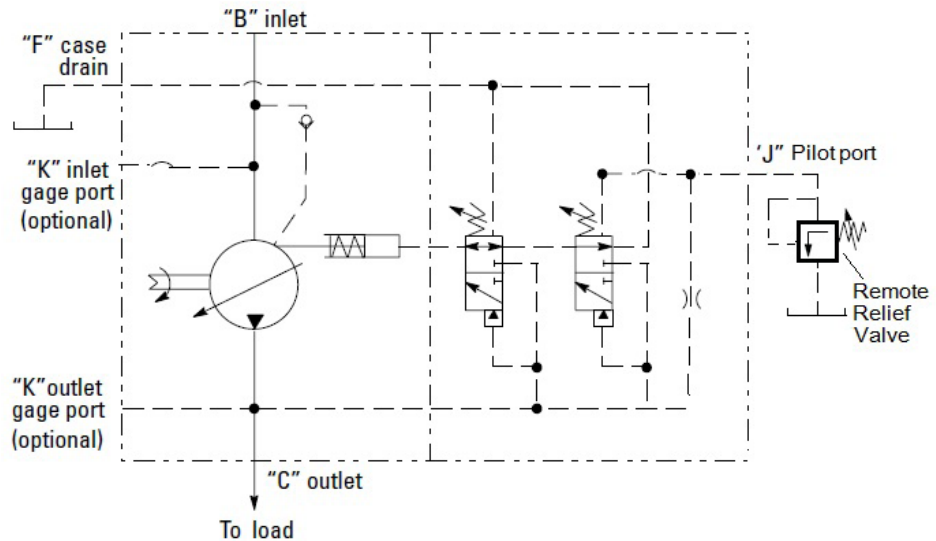 “B” inlet
“F” case
drain
“K” inlet
gage port
(optional)
‘J” Pilot port
Remote
Relief
Valve
“K”outlet
gage port
(optional)
“C” outlet
To load